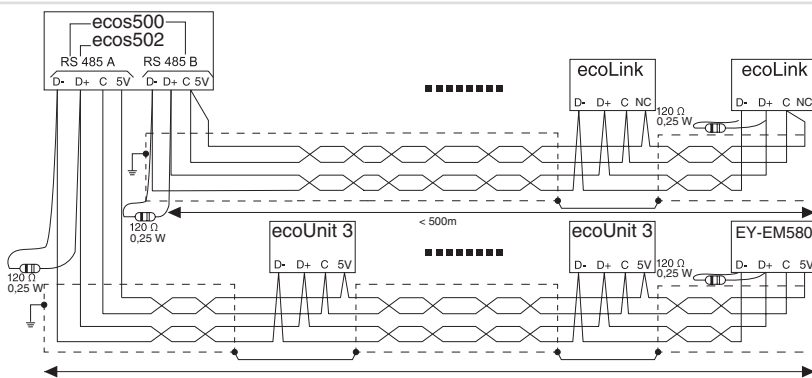 ecos500
ecos502
RS 485 A RS 485 B
D- D+ C 5V D- D+ C 5V
ecoLink
D- D+ C NC
ecoLink
D- D+ C NC
120 Ω
0,25 W
120 Ω
0,25 W
< 500m
120 Ω
0,25 W
ecoUnit 3
D- D+ C 5V
ecoUnit 3
D- D+ C 5V
120 Ω
0,25 W
EY-EM580
D- D+ C 5V